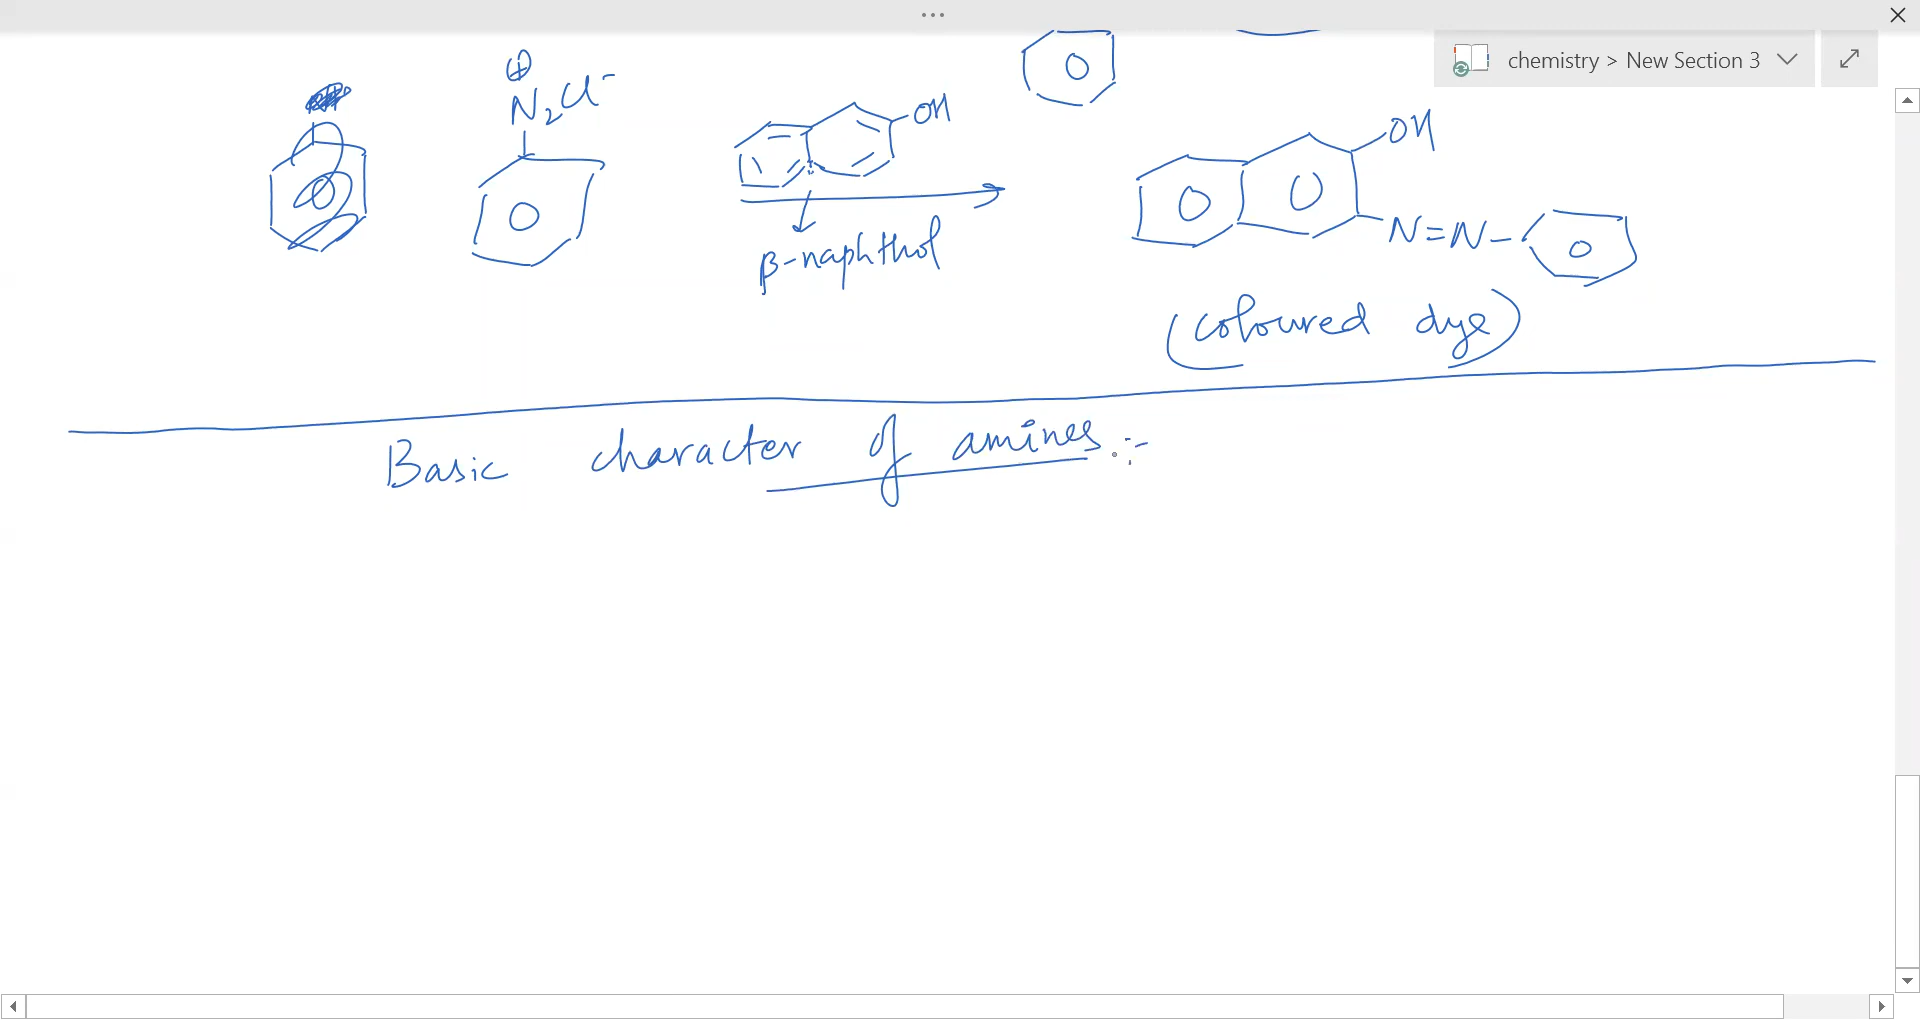 chemistry > New Section 3
⊕
N₂Cl⁻
OH
OH
N=N-
β-naphthol
(coloured dye)
Basic character of amines :-